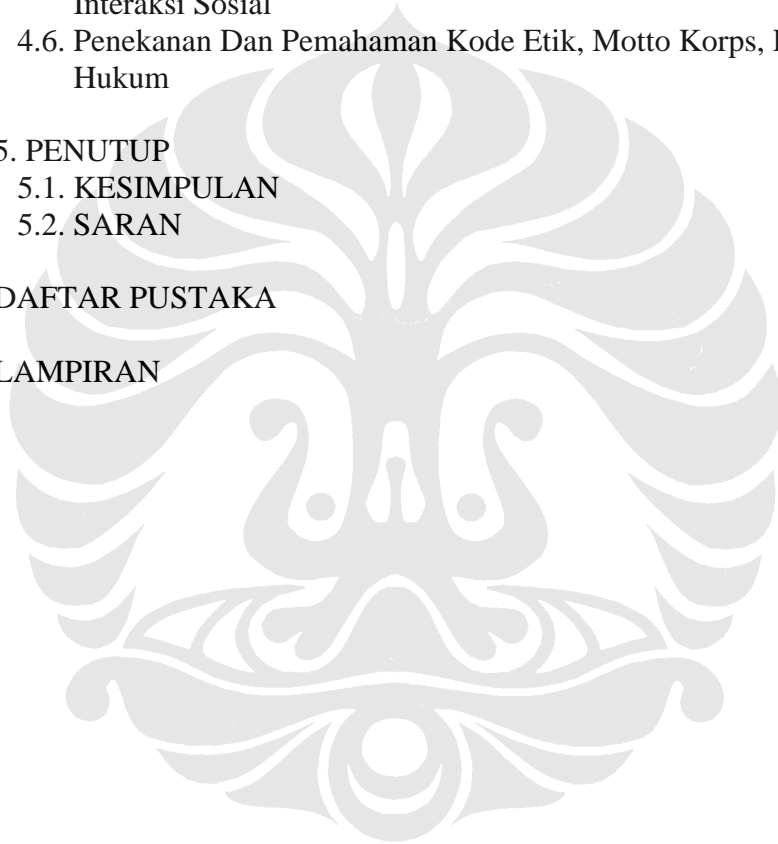 Interaksi Sosial
4.6. Penekanan Dan Pemahaman Kode Etik, Motto Korps,
Hukum
5. PENUTUP
5.1. KESIMPULAN
5.2. SARAN
DAFTAR PUSTAKA
LAMPIRAN